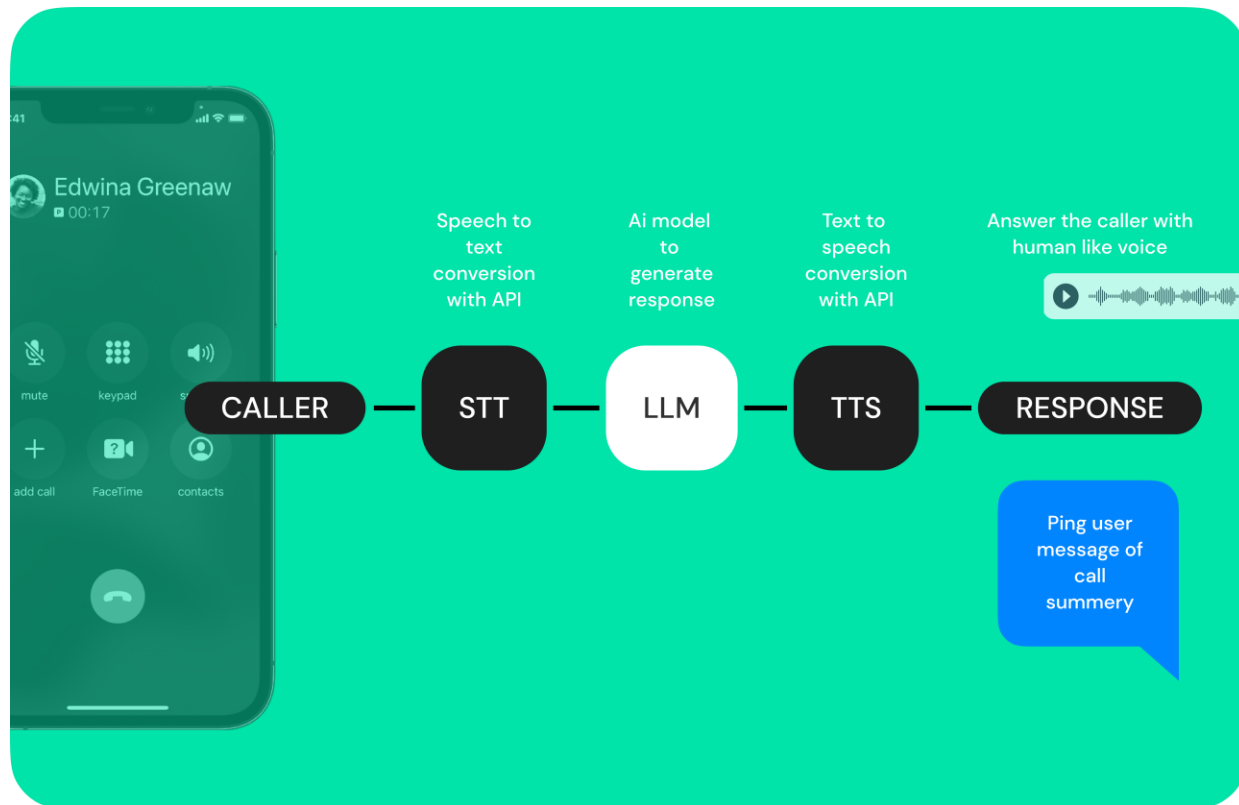 :41
Edwina Greenaw
P 00:17
mute
keypad
add call
FaceTime
contacts
CALLER
Speech to
text
conversion
with API
STT
Ai model
to
generate
response
LLM
Text to
speech
conversion
with API
TTS
Answer the caller with
human like voice
RESPONSE
Ping user
message of
call
summery